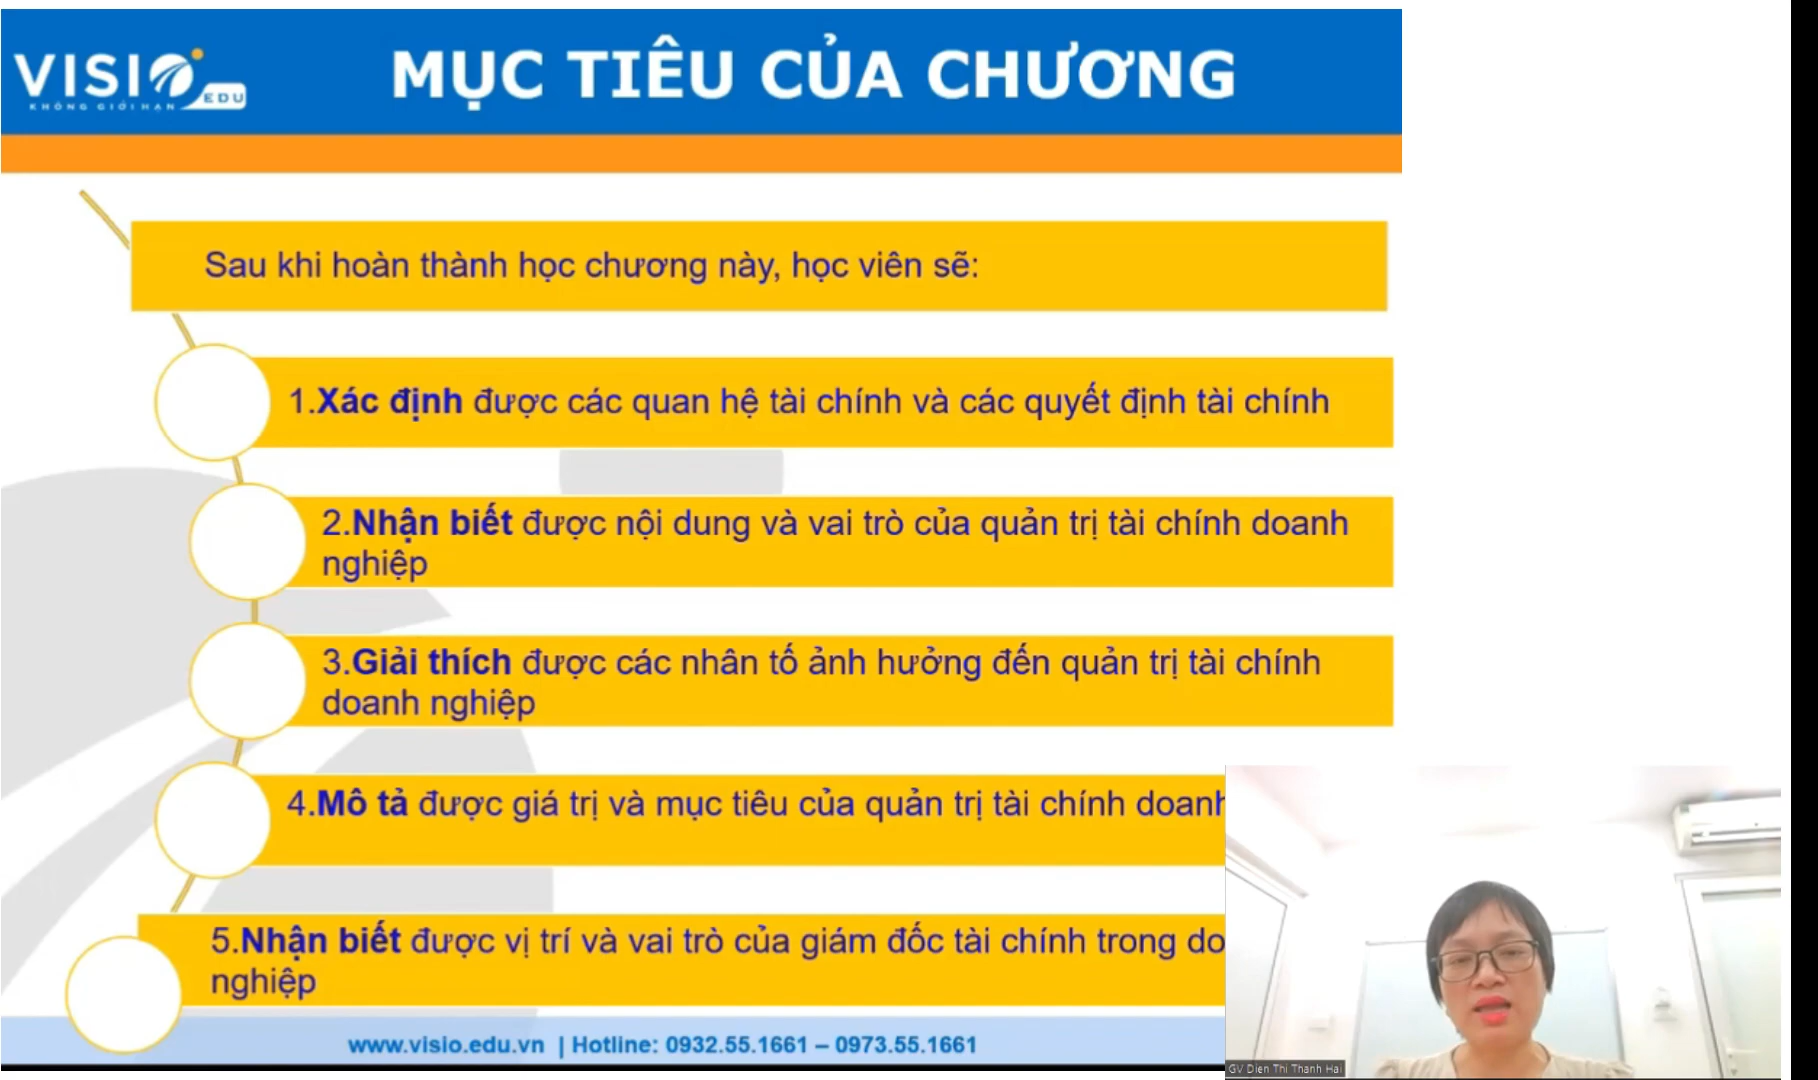 VISIO
EDU
KHÔNG GIỚI HẠN
MỤC TIÊU CỦA CHƯƠNG
Sau khi hoàn thành học chương này, học viên sẽ:
1.Xác định được các quan hệ tài chính và các quyết định tài chính
2.Nhận biết được nội dung và vai trò của quản trị tài chính doanh
nghiệp
3.Giải thích được các nhân tố ảnh hưởng đến quản trị tài chính
doanh nghiệp
4.Mô tả được giá trị và mục tiêu của quản trị tài chính doanh
5.Nhận biết được vị trí và vai trò của giám đốc tài chính trong do
nghiệp
www.visio.edu.vn | Hotline: 0932.55.1661 – 0973.55.1661
GV Dien Thi Thanh Hai